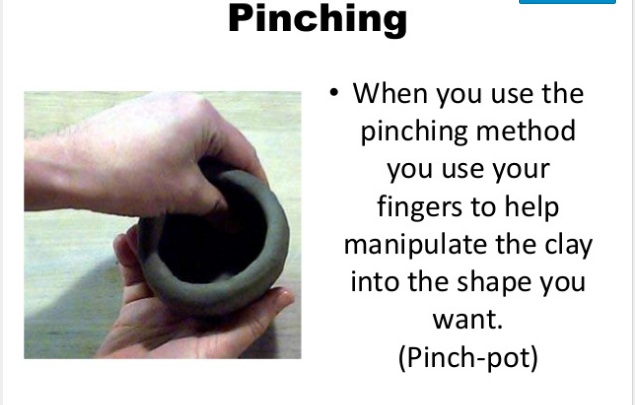 Pinching
• When you use the
pinching method
you use your
fingers to help
manipulate the clay
into the shape you
want.
(Pinch-pot)